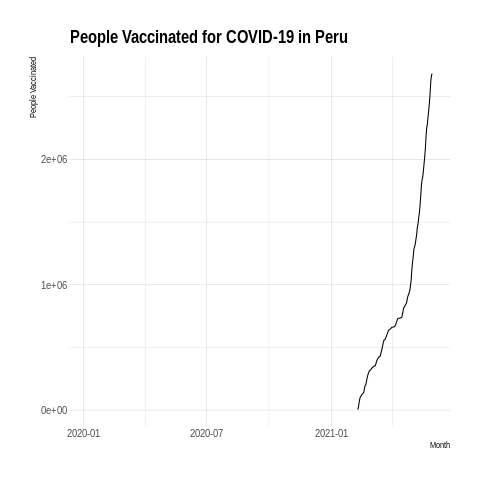 People Vaccinated for COVID-19 in Peru
People Vaccinated
2e+06
1e+06
0e+00
2020-01 2020-07 2021-01
Month